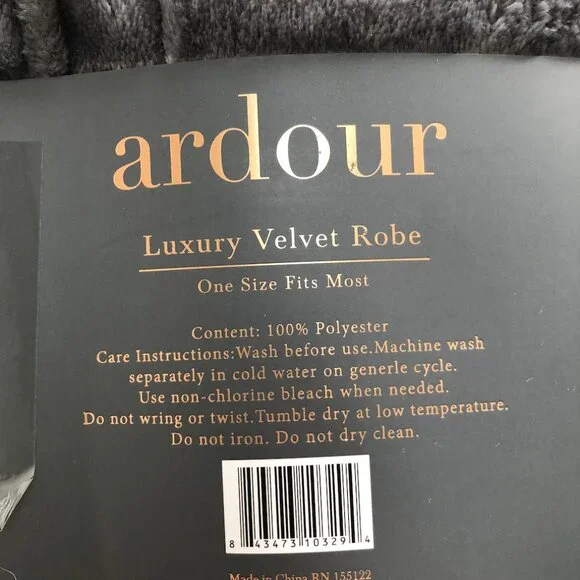 ardour
Luxury Velvet Robe
One Size Fits Most
Content: 100% Polyester
Care Instructions:Wash before use.Machine wash
separately in cold water on generle cycle.
Use non-chlorine bleach when needed.
Do not wring or twist.Tumble dry at low temperature.
Do not iron. Do not dry clean.
8 43473 10329 4
Made in China RN 155122